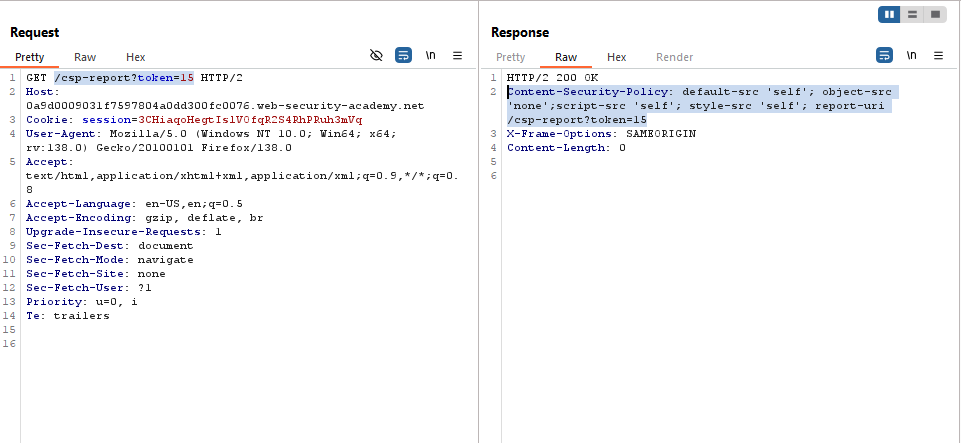 Request
Pretty Raw Hex
\n
1 GET /csp-report?token=15 HTTP/2
2 Host:
0a9d0009031f7597804a0dd300fc0076.web-security-academy.net
3 Cookie: session=3CHiaqoHegtIslVOfqR2S4RhPRuh3mVq
4 User-Agent: Mozilla/5.0 (Windows NT 10.0; Win64; x64;
rv:138.0) Gecko/20100101 Firefox/138.0
5 Accept:
text/html,application/xhtml+xml,application/xml;q=0.9,*/*;q=0.
8
6 Accept-Language: en-US,en;q=0.5
7 Accept-Encoding: gzip, deflate, br
8 Upgrade-Insecure-Requests: 1
9 Sec-Fetch-Dest: document
10 Sec-Fetch-Mode: navigate
11 Sec-Fetch-Site: none
12 Sec-Fetch-User: ?1
13 Priority: u=0, i
14 Te: trailers
15
16
Response
Pretty Raw Hex Render
\n
1 HTTP/2 200 OK
2 Content-Security-Policy: default-src 'self'; object-src
'none';script-src 'self'; style-src 'self'; report-uri
/csp-report?token=15
3 X-Frame-Options: SAMEORIGIN
4 Content-Length: 0
5
6